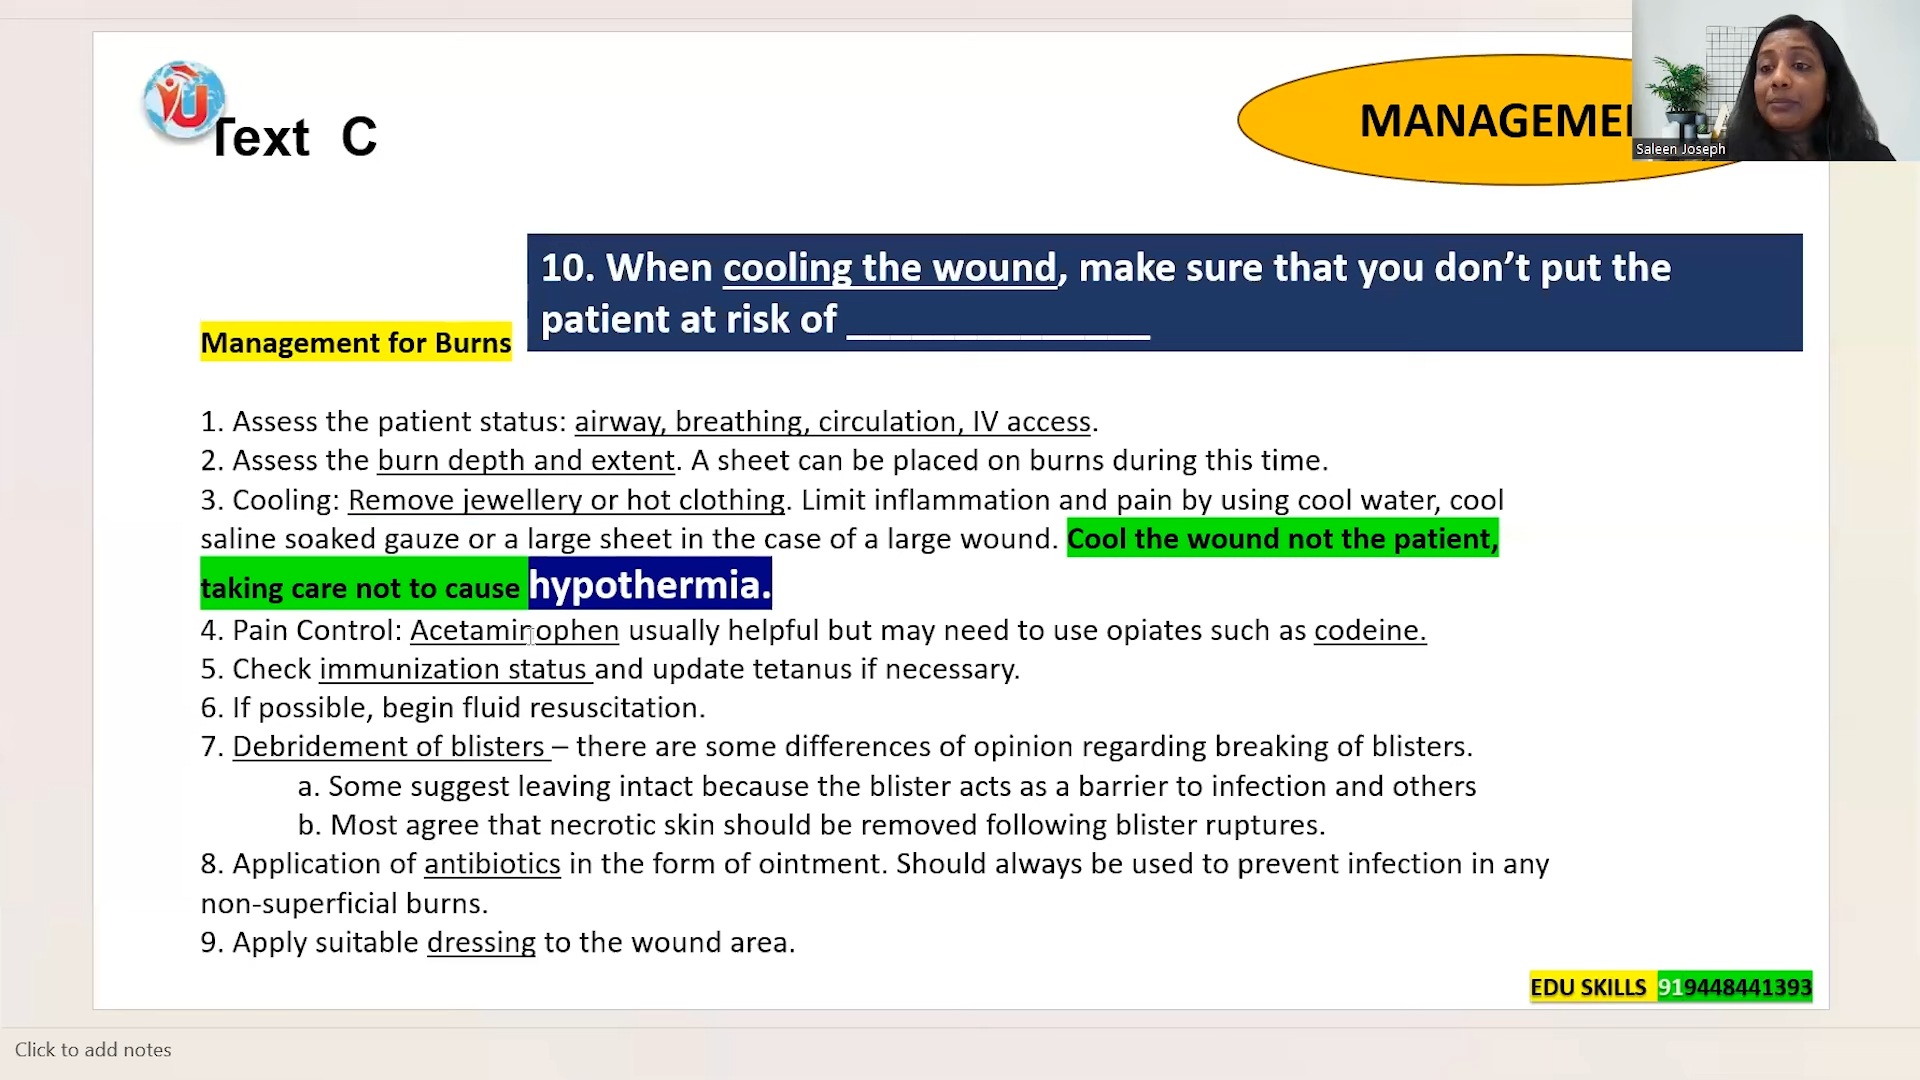 Text C
MANAGEME
Saleen Joseph
10. When cooling the wound, make sure that you don’t put the
patient at risk of ______________
Management for Burns
1. Assess the patient status: airway, breathing, circulation, IV access.
2. Assess the burn depth and extent. A sheet can be placed on burns during this time.
3. Cooling: Remove jewellery or hot clothing. Limit inflammation and pain by using cool water, cool
saline soaked gauze or a large sheet in the case of a large wound. Cool the wound not the patient,
taking care not to cause hypothermia.
4. Pain Control: Acetaminophen usually helpful but may need to use opiates such as codeine.
5. Check immunization status and update tetanus if necessary.
6. If possible, begin fluid resuscitation.
7. Debridement of blisters – there are some differences of opinion regarding breaking of blisters.
a. Some suggest leaving intact because the blister acts as a barrier to infection and others
b. Most agree that necrotic skin should be removed following blister ruptures.
8. Application of antibiotics in the form of ointment. Should always be used to prevent infection in any
non-superficial burns.
9. Apply suitable dressing to the wound area.
EDU SKILLS 919448441393
Click to add notes